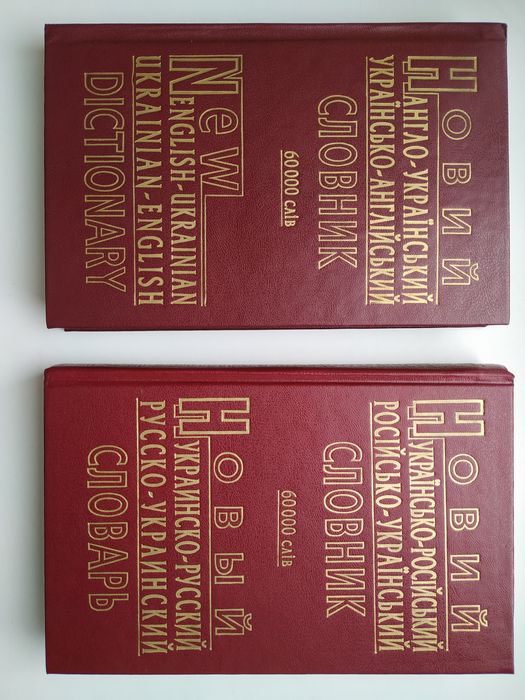 Новий
АНГЛО-УКРАЇНСЬКИЙ
УКРАЇНСЬКО-АНГЛІЙСЬКИЙ
СЛОВНИК
60000 слів
New
ENGLISH-UKRAINIAN
UKRAINIAN-ENGLISH
DICTIONARY
Новий
УКРАЇНСЬКО-РОСІЙСЬКИЙ
РОСІЙСЬКО-УКРАЇНСЬКИЙ
СЛОВНИК
60000 слів
Новый
УКРАИНСКО-РУССКИЙ
РУССКО-УКРАИНСКИЙ
СЛОВАРЬ